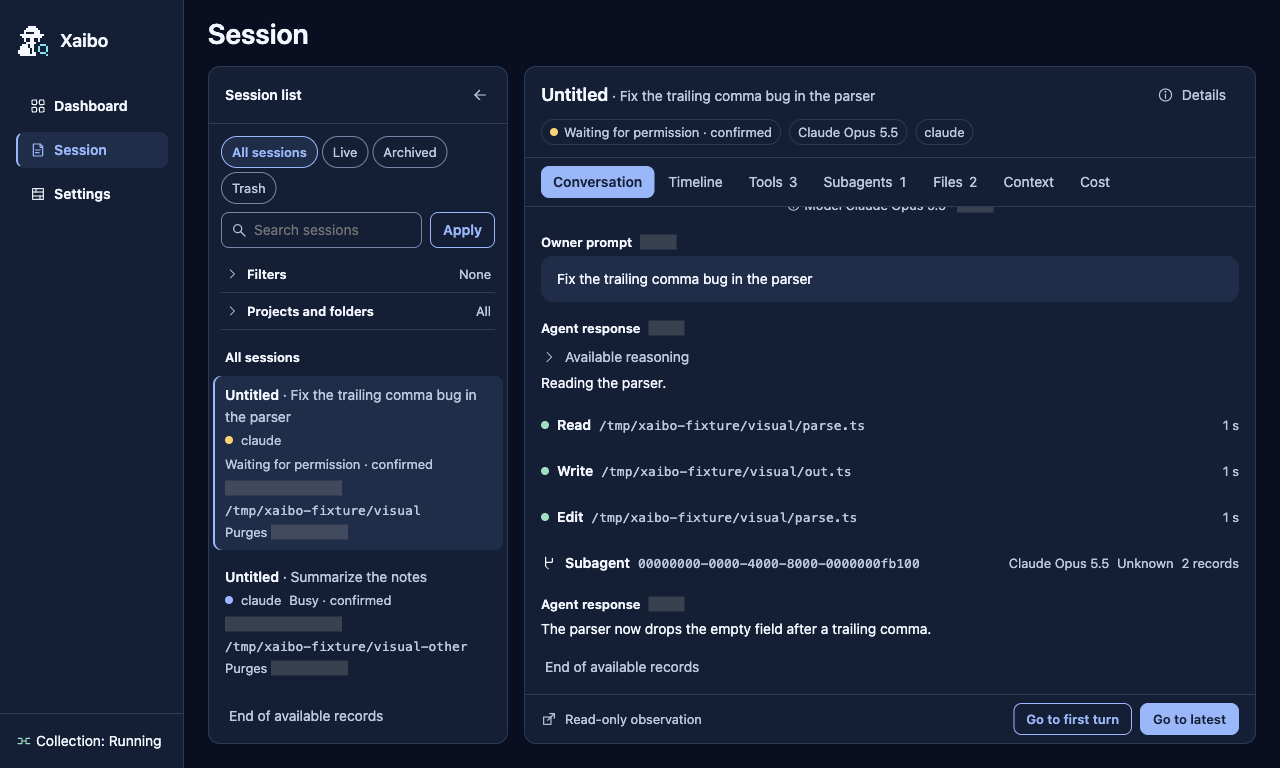 Xaibo
Dashboard
Session
Settings
Collection: Running
Session
Session list
All sessions
Live
Archived
Trash
Search sessions
Apply
Filters
None
Projects and folders
All
All sessions
Untitled · Fix the trailing comma bug in
the parser
claude
Waiting for permission · confirmed
/tmp/xaibo-fixture/visual
Purges
Untitled · Summarize the notes
claude Busy · confirmed
/tmp/xaibo-fixture/visual-other
Purges
End of available records
Untitled · Fix the trailing comma bug in the parser
Details
Waiting for permission · confirmed
Claude Opus 5.5
claude
Conversation
Timeline
Tools 3
Subagents 1
Files 2
Context
Cost
Model Claude Opus 5.5
Owner prompt
Fix the trailing comma bug in the parser
Agent response
Available reasoning
Reading the parser.
Read /tmp/xaibo-fixture/visual/parse.ts 1 s
Write /tmp/xaibo-fixture/visual/out.ts 1 s
Edit /tmp/xaibo-fixture/visual/parse.ts 1 s
Subagent 00000000-0000-4000-8000-0000000fb100 Claude Opus 5.5 Unknown 2 records
Agent response
The parser now drops the empty field after a trailing comma.
End of available records
Read-only observation
Go to first turn
Go to latest